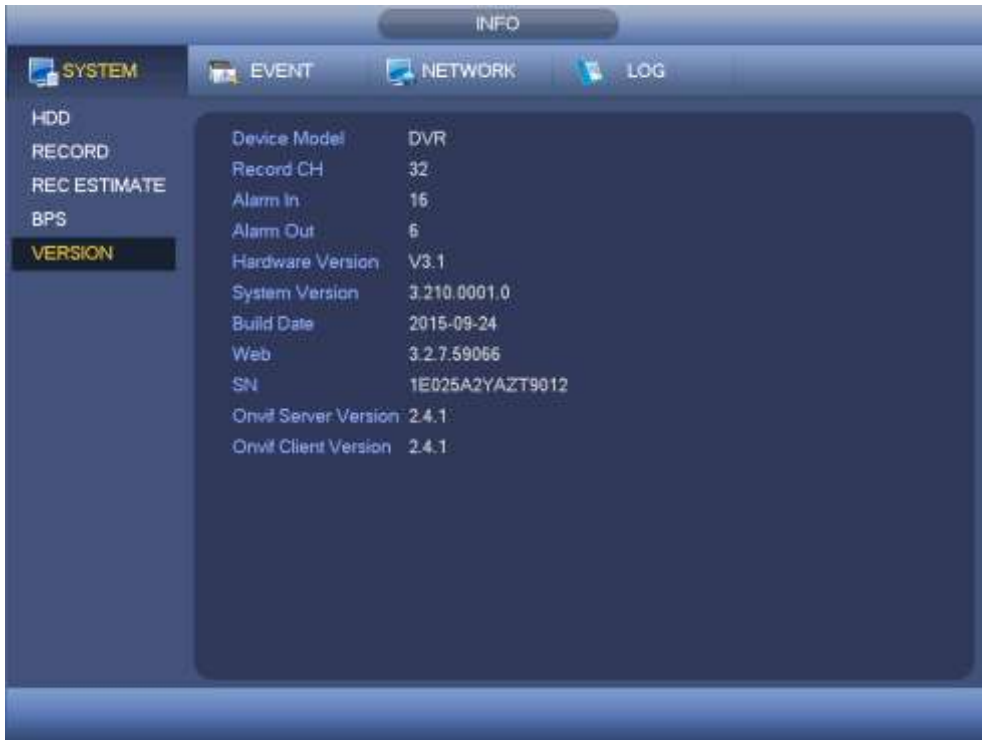 INFO
SYSTEM EVENT NETWORK LOG
HDD
RECORD
REC ESTIMATE
BPS
VERSION
Device Model DVR
Record CH 32
Alarm In 16
Alarm Out 6
Hardware Version V3.1
System Version 3.210.0001.0
Build Date 2015-09-24
Web 3.2.7.59066
SN 1E025A2YAZT9012
Onvif Server Version 2.4.1
Onvif Client Version 2.4.1